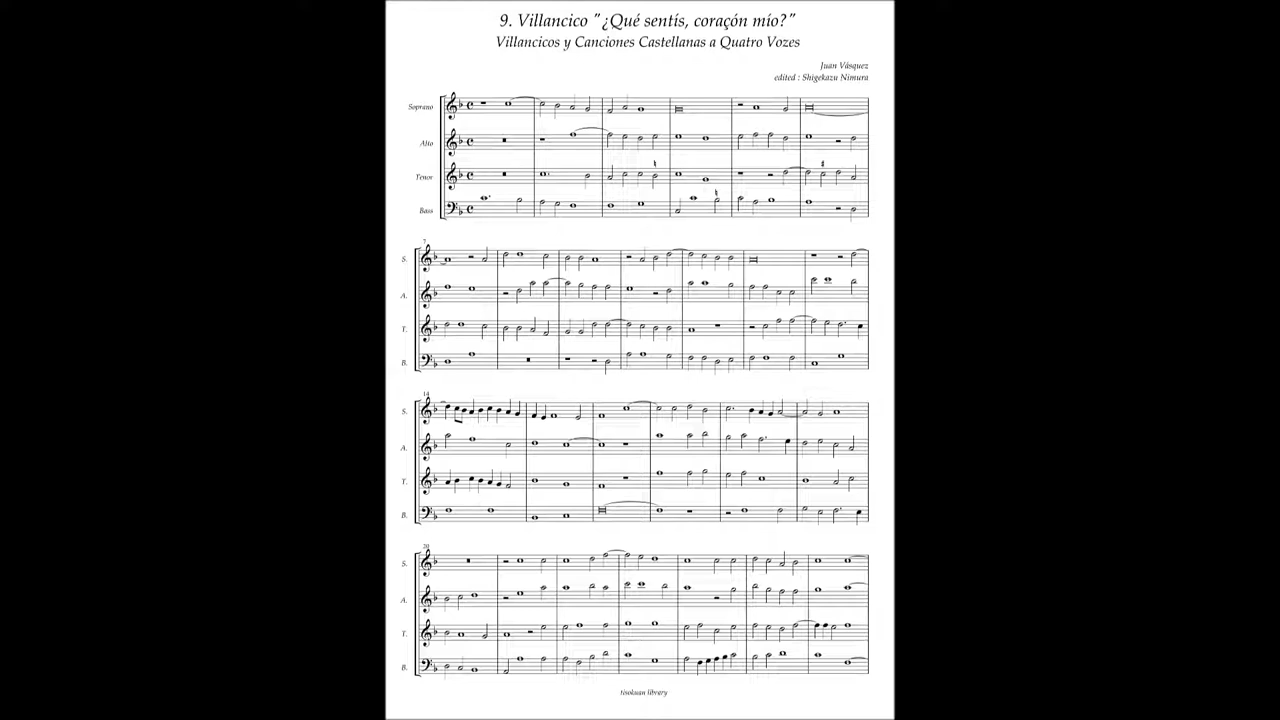 9. Villancico "¿Qué sentís, coraçón mío?"
Villancicos y Canciones Castellanas a Quatro Vozes
Juan Vásquez
edited : Shigekazu Nimura
Soprano
Alto
Tenor
Bass
7
S.
A.
T.
B.
14
S.
A.
T.
B.
20
S.
A.
T.
B.
library